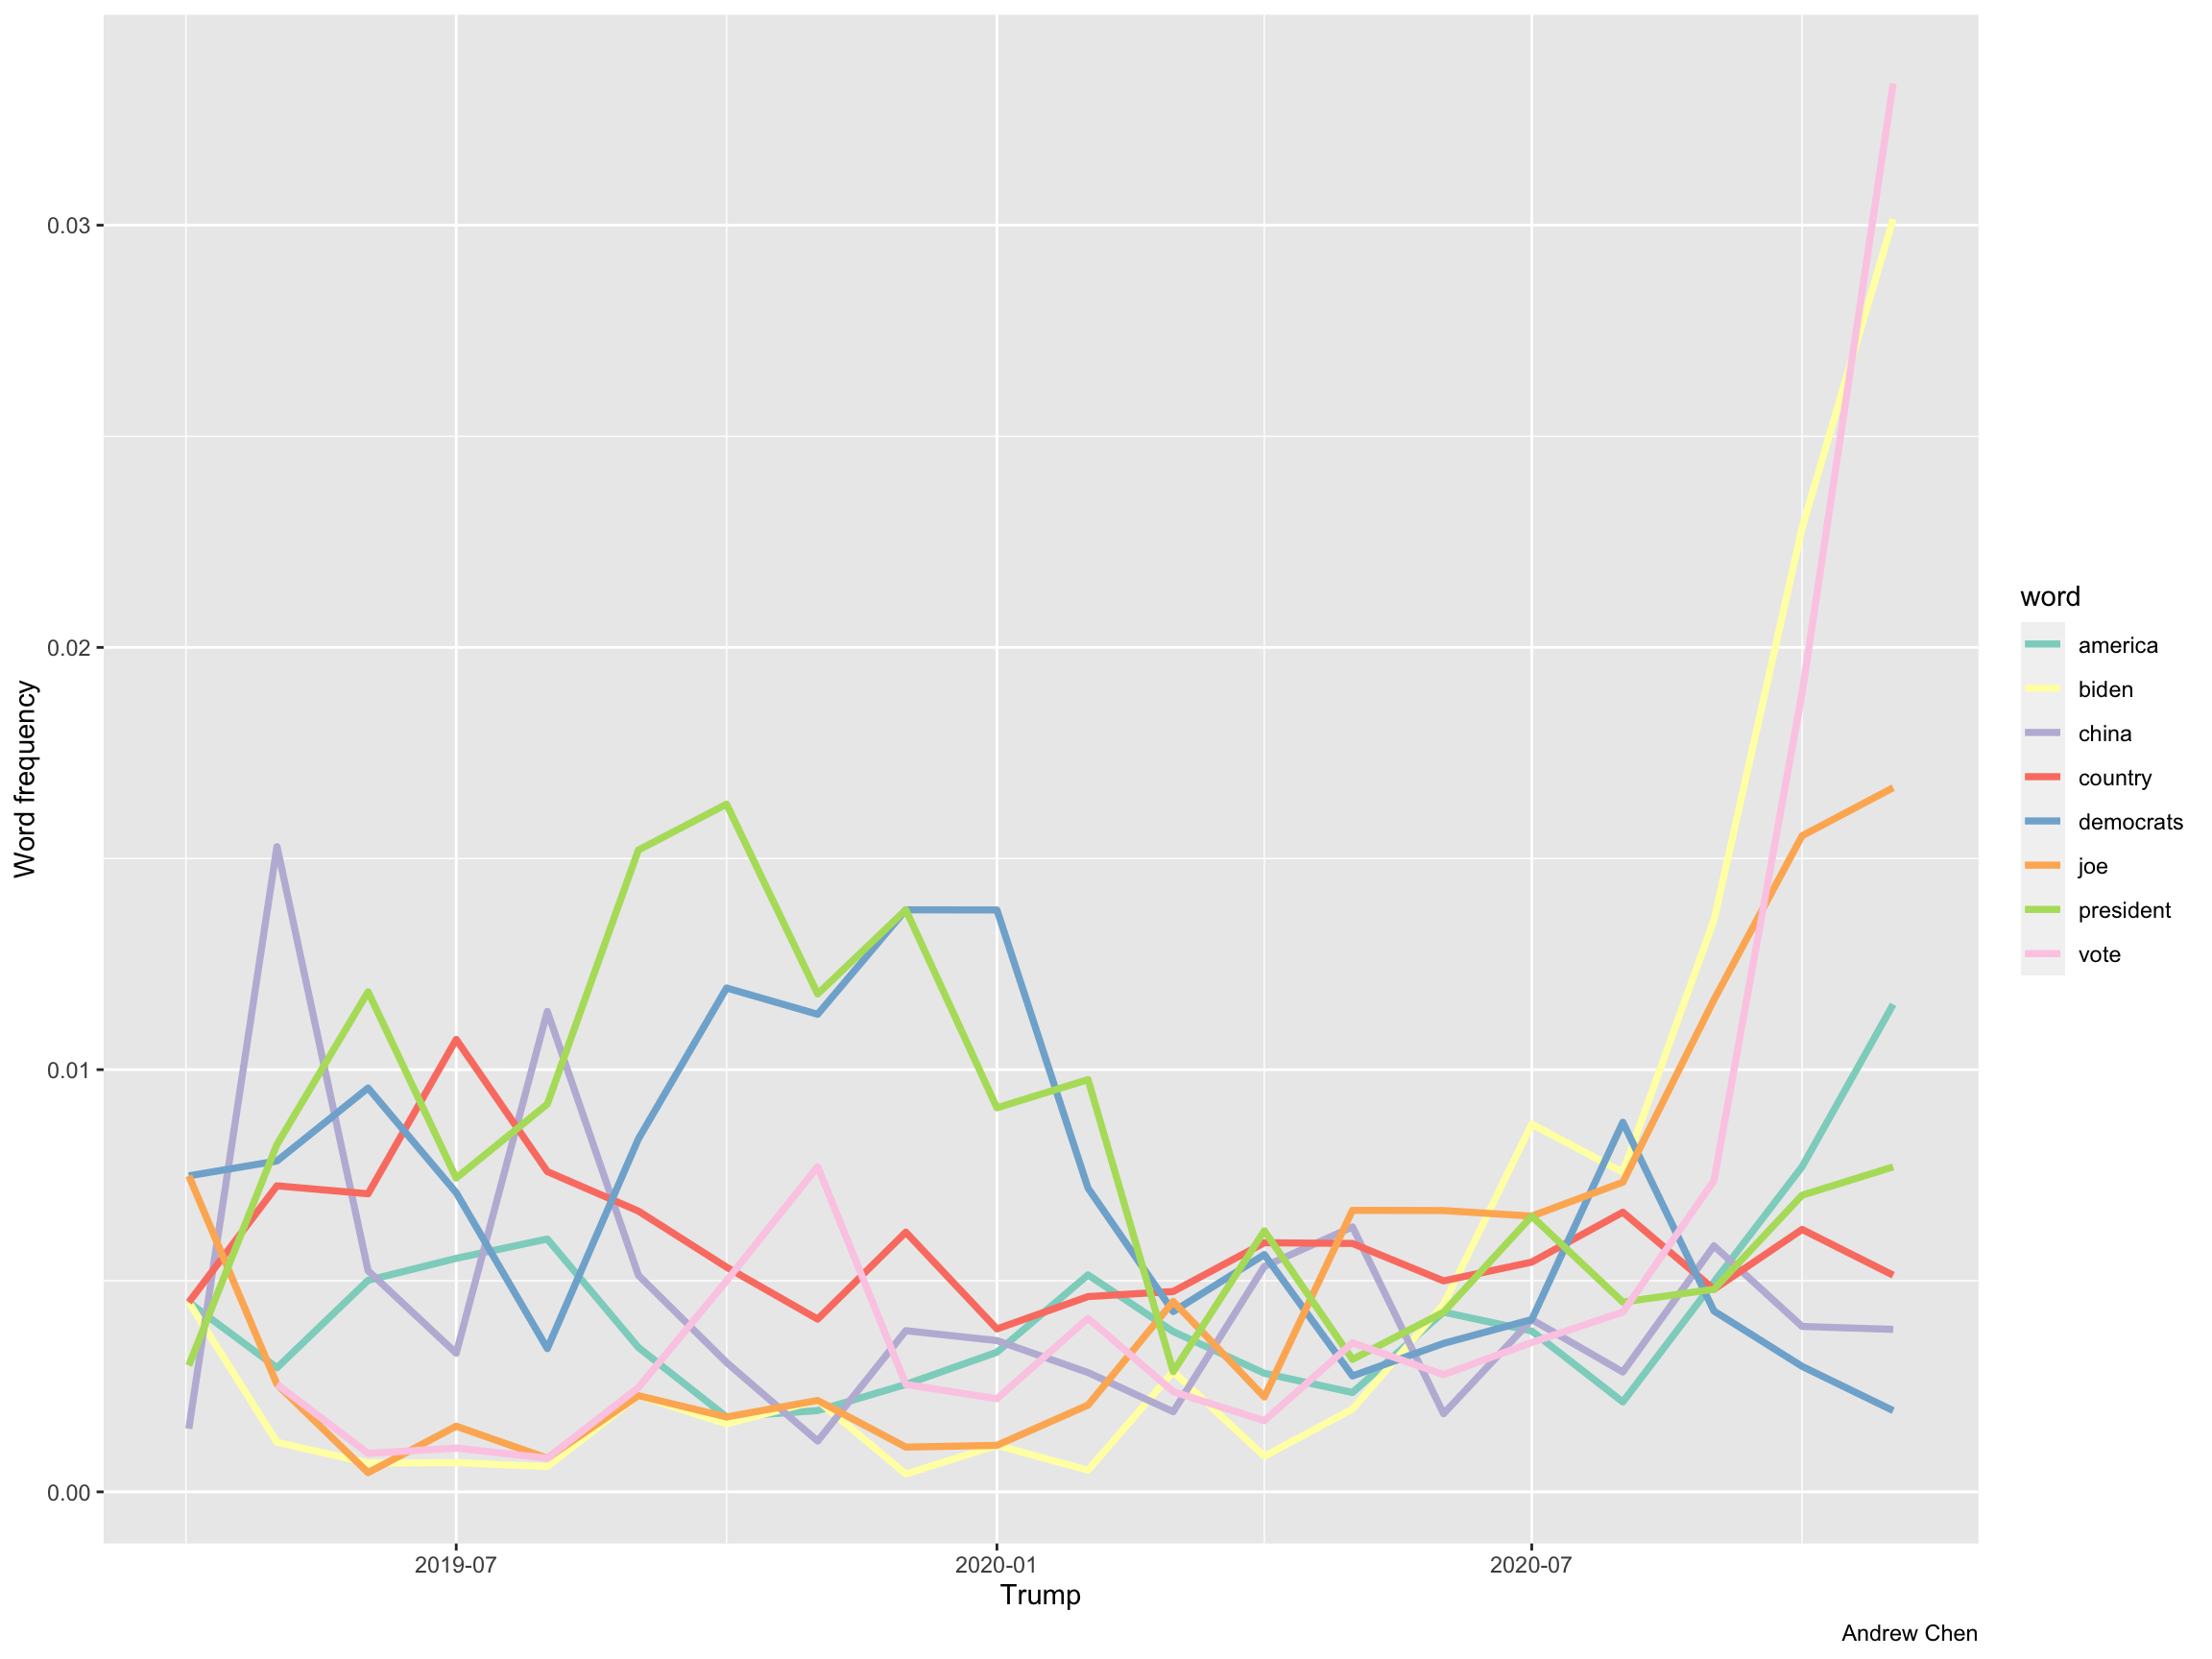 Word frequency
0.03
0.02
0.01
0.00
2019-07
2020-01
2020-07
Trump
word
america
biden
china
country
democrats
joe
president
vote
Andrew Chen